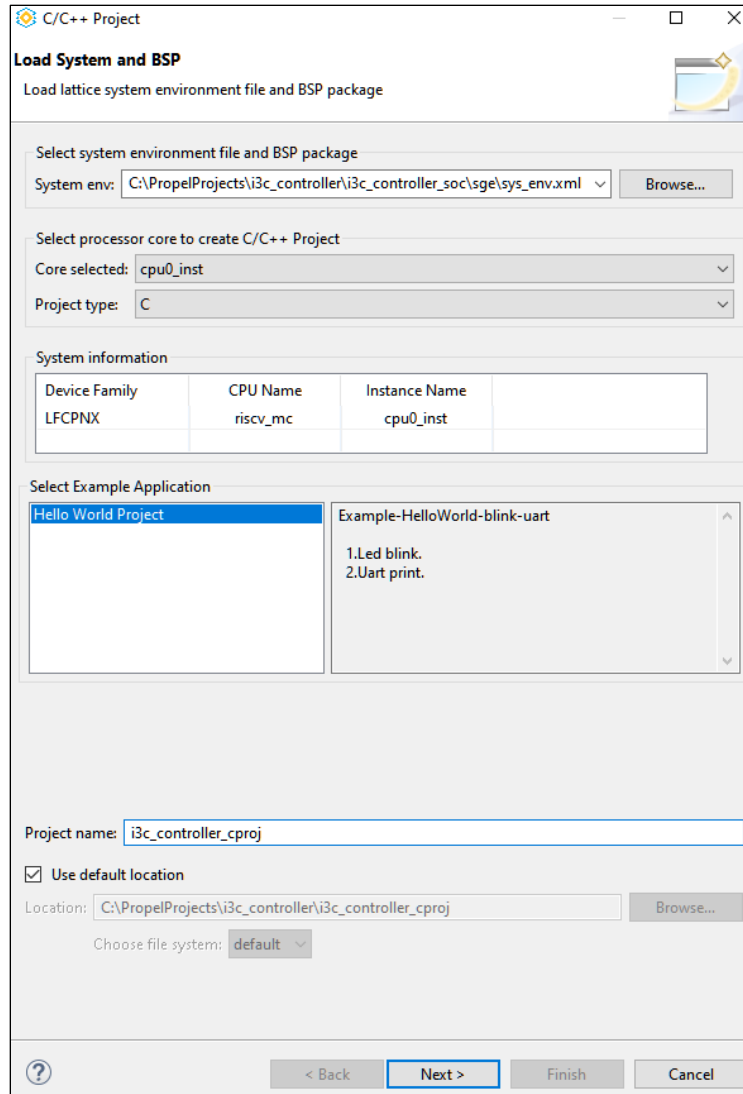 C/C++ Project
Load System and BSP
Load lattice system environment file and BSP package
Select system environment file and BSP package
System env: C:\PropelProjects\i3c_controller\i3c_controller_soc\sge\sys_env.xml Browse...
Select processor core to create C/C++ Project
Core selected: cpu0_inst
Project type: C
System information
Device Family CPU Name Instance Name
LFCPNX riscv_mc cpu0_inst
Select Example Application
Hello World Project
Example-HelloWorld-blink-uart
1.Led blink.
2.Uart print.
Project name: i3c_controller_cproj
Use default location
Location: C:\PropelProjects\i3c_controller\i3c_controller_cproj Browse...
Choose file system: default
? < Back Next > Finish Cancel